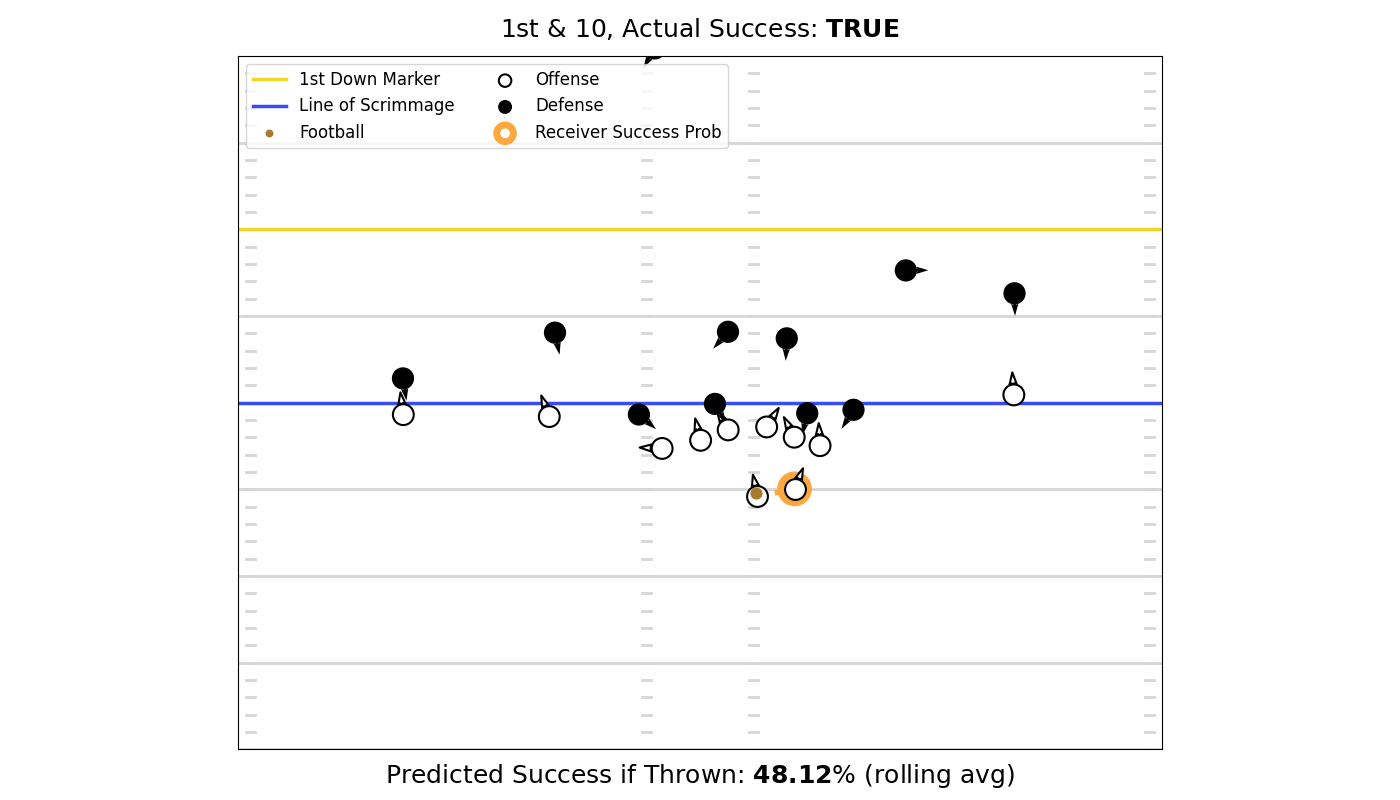 1st & 10, Actual Success: TRUE
1st Down Marker
Line of Scrimmage
Football
Offense
Defense
Receiver Success Prob
Predicted Success if Thrown: 48.12% (rolling avg)